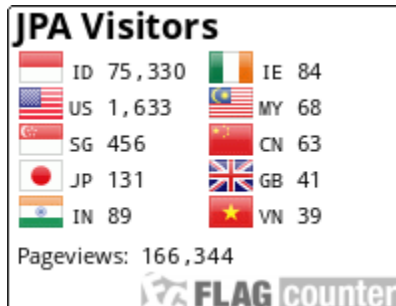 JPA Visitors
ID 75,330 IE 84
US 1,633 MY 68
SG 456 CN 63
JP 131 GB 41
IN 89 VN 39
Pageviews: 166,344
FLAG counter